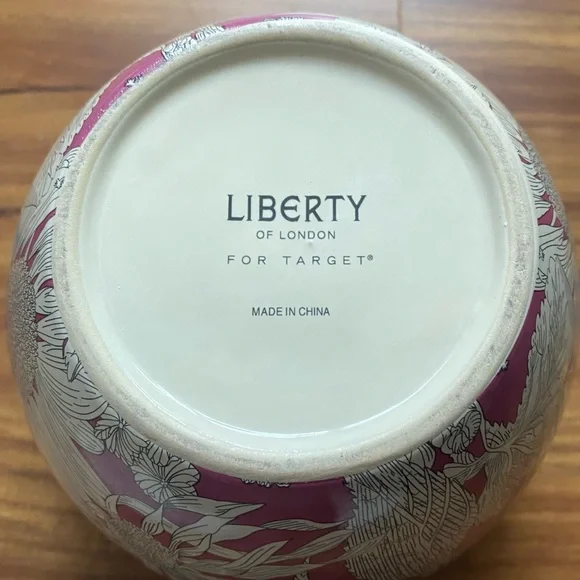 LIBERTY
OF LONDON
FOR TARGET®
MADE IN CHINA